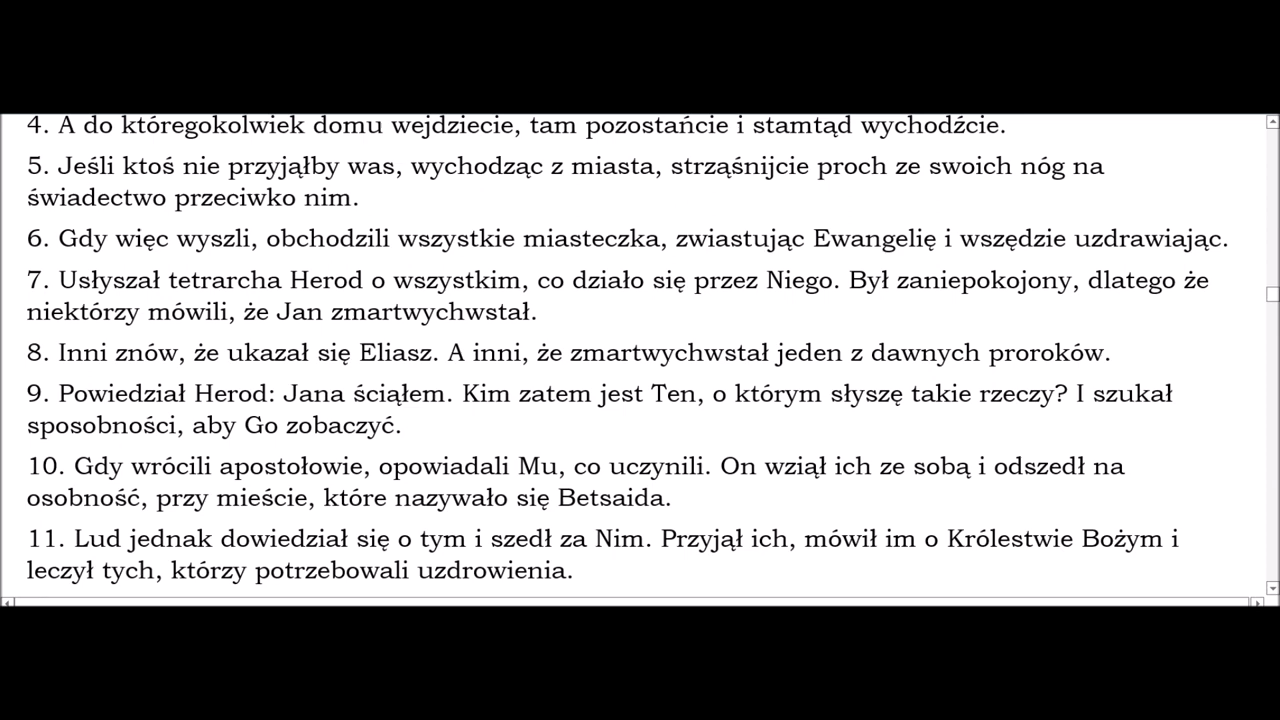 4. A do któregokolwiek domu wejdziecie, tam pozostańcie i stamtąd wychodźcie.
5. Jeśli ktoś nie przyjąłby was, wychodząc z miasta, strząśnijcie proch ze swoich nóg na
świadectwo przeciwko nim.
6. Gdy więc wyszli, obchodzili wszystkie miasteczka, zwiastując Ewangelię i wszędzie uzdrawiając.
7. Usłyszał tetrarcha Herod o wszystkim, co działo się przez Niego. Był zaniepokojony, dlatego że
niektórzy mówili, że Jan zmartwychwstał.
8. Inni znów, że ukazał się Eliasz. A inni, że zmartwychwstał jeden z dawnych proroków.
9. Powiedział Herod: Jana ściąłem. Kim zatem jest Ten, o którym słyszę takie rzeczy? I szukał
sposobności, aby Go zobaczyć.
10. Gdy wrócili apostołowie, opowiadali Mu, co uczynili. On wziął ich ze sobą i odszedł na
osobność, przy mieście, które nazywało się Betsaida.
11. Lud jednak dowiedział się o tym i szedł za Nim. Przyjął ich, mówił im o Królestwie Bożym i
leczył tych, którzy potrzebowali uzdrowienia.